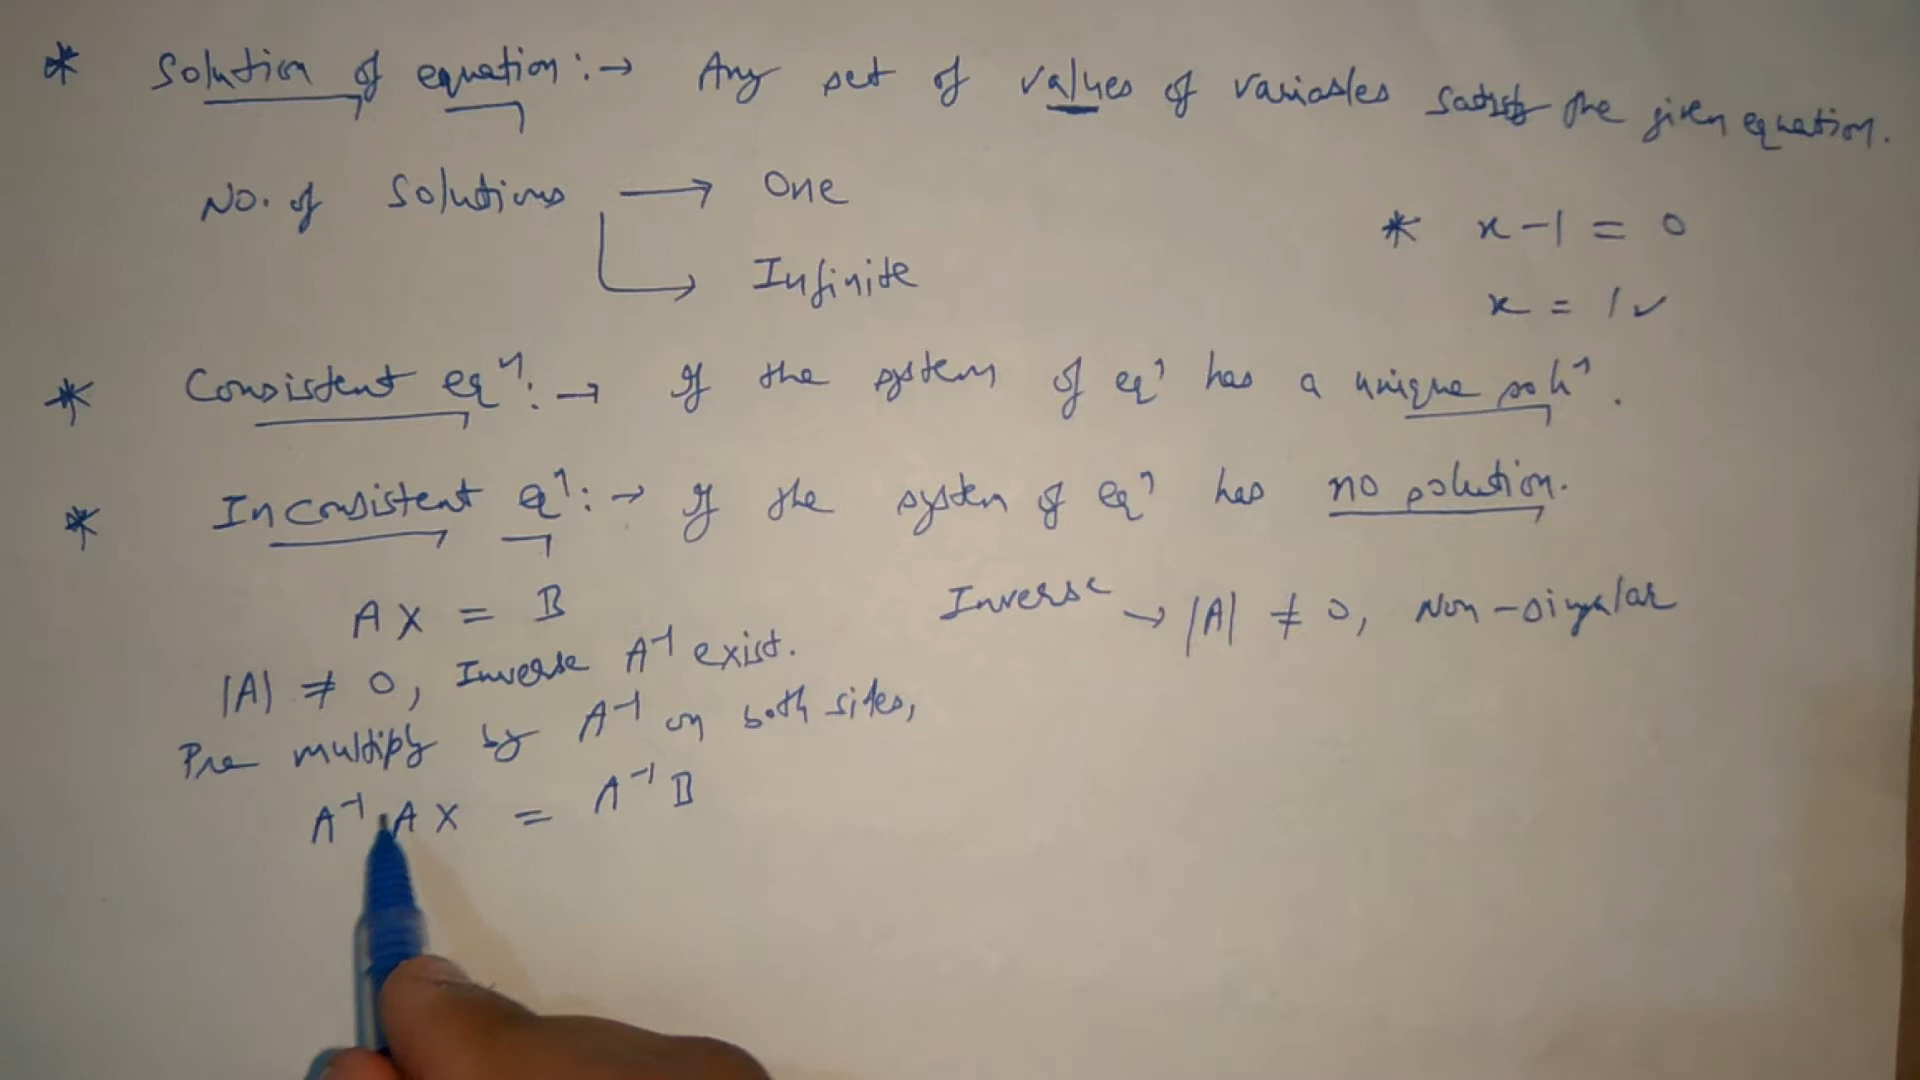 * Solution of equation :→ Any set of values of variables satisfy the given equation.
No. of Solutions → One
→ Infinite
* x-1 = 0
x = 1 ✓
* Consistent eqⁿ: → If the system of eqⁿ has a unique solⁿ.
* Inconsistent eqⁿ: → If the system of eqⁿ has no solution.
AX = B
Inverse → |A| ≠ 0, Non-singular
|A| ≠ 0, Inverse A⁻¹ exist.
Pre multiply by A⁻¹ on both sides,
A⁻¹AX = A⁻¹B